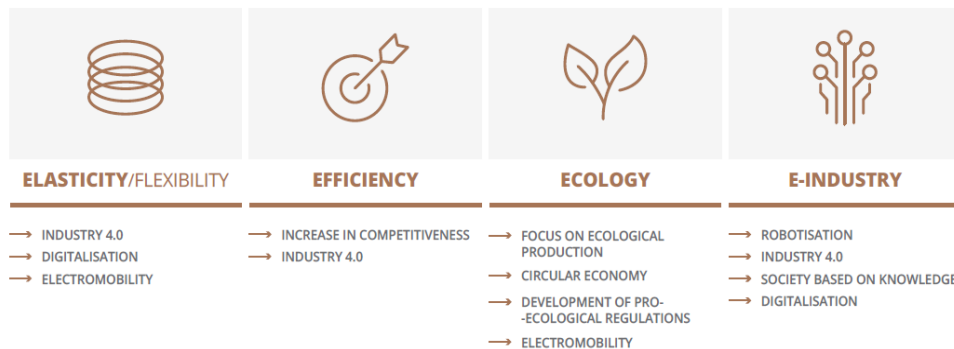 ELASTICITY/FLEXIBILITY
INDUSTRY 4.0
DIGITALISATION
ELECTROMOBILITY
EFFICIENCY
INCREASE IN COMPETITIVENESS
INDUSTRY 4.0
ECOLOGY
FOCUS ON ECOLOGICAL
PRODUCTION
CIRCULAR ECONOMY
DEVELOPMENT OF PRO-
-ECOLOGICAL REGULATIONS
ELECTROMOBILITY
E-INDUSTRY
ROBOTISATION
INDUSTRY 4.0
SOCIETY BASED ON KNOWLEDGE
DIGITALISATION